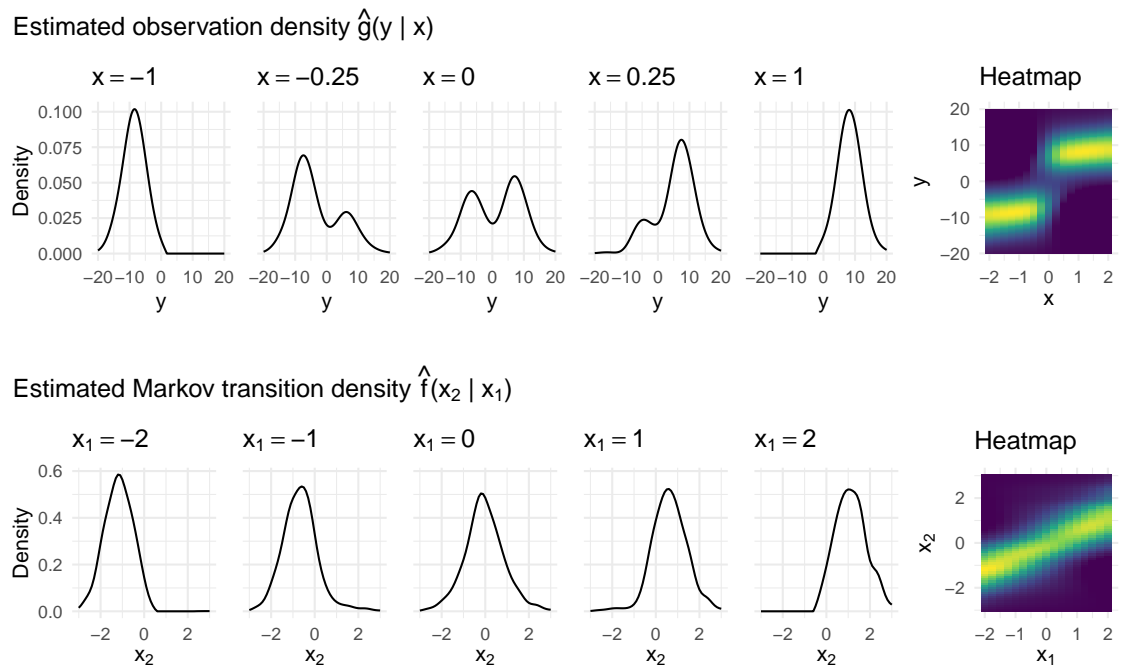 Estimated observation density ĝ(y | x)
x = −1
x = −0.25
x = 0
x = 0.25
x = 1
Heatmap
Density
0.100
0.075
0.050
0.025
0.000
−20 −10 0 10 20
−20 −10 0 10 20
−20 −10 0 10 20
−20 −10 0 10 20
−20 −10 0 10 20
y
y
y
y
y
y
20
10
0
−10
−20
−2 −1 0 1 2
x
Estimated Markov transition density f̂(x₂ | x₁)
x₁ = −2
x₁ = −1
x₁ = 0
x₁ = 1
x₁ = 2
Heatmap
Density
0.6
0.4
0.2
0.0
−2 0 2
−2 0 2
−2 0 2
−2 0 2
−2 0 2
x₂
x₂
x₂
x₂
x₂
x₂
2
0
−2
−2 −1 0 1 2
x₁